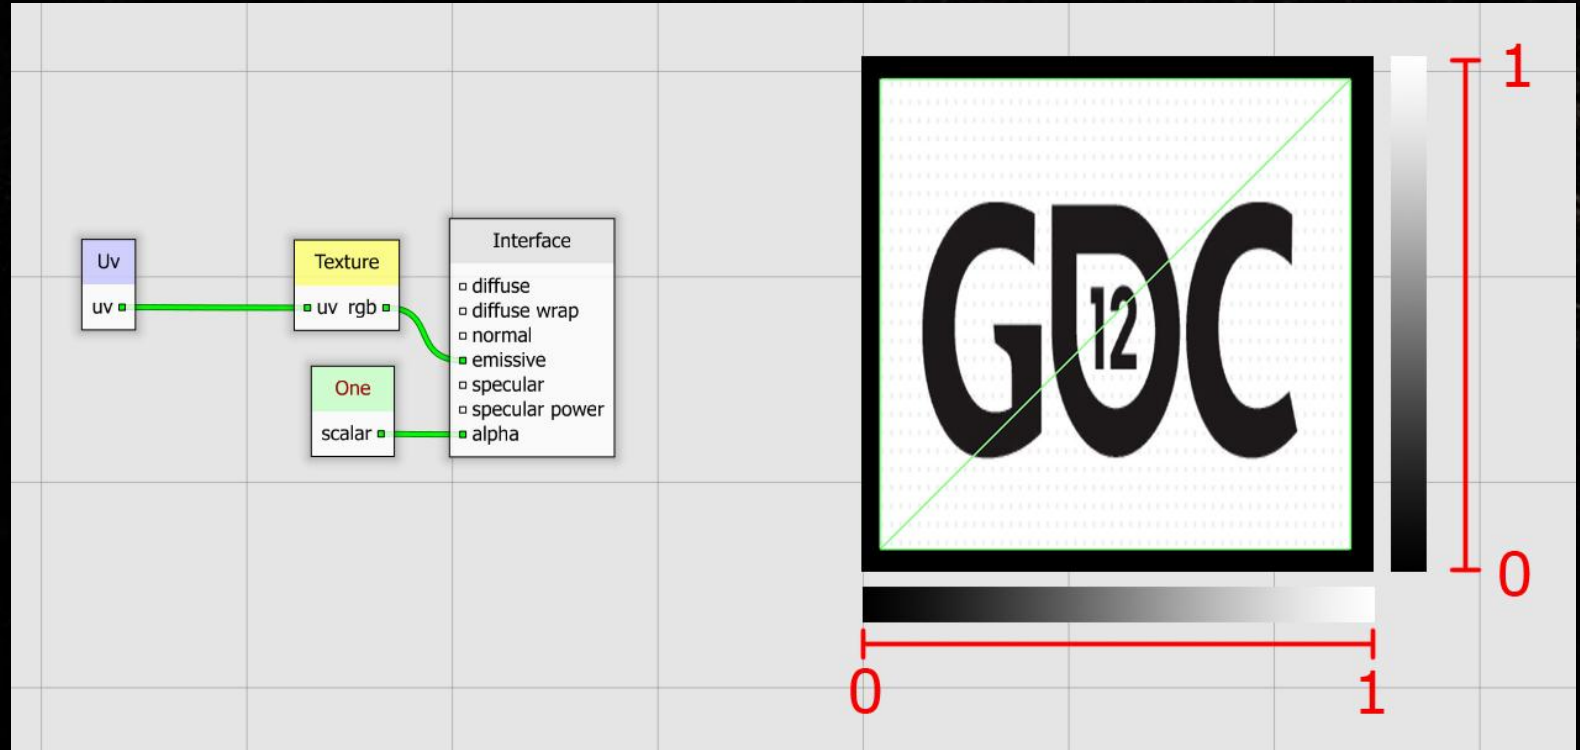 Uv
uv
Texture
uv rgb
One
scalar
Interface
diffuse
diffuse wrap
normal
emissive
specular
specular power
alpha
GDC
12
1
0
0
1